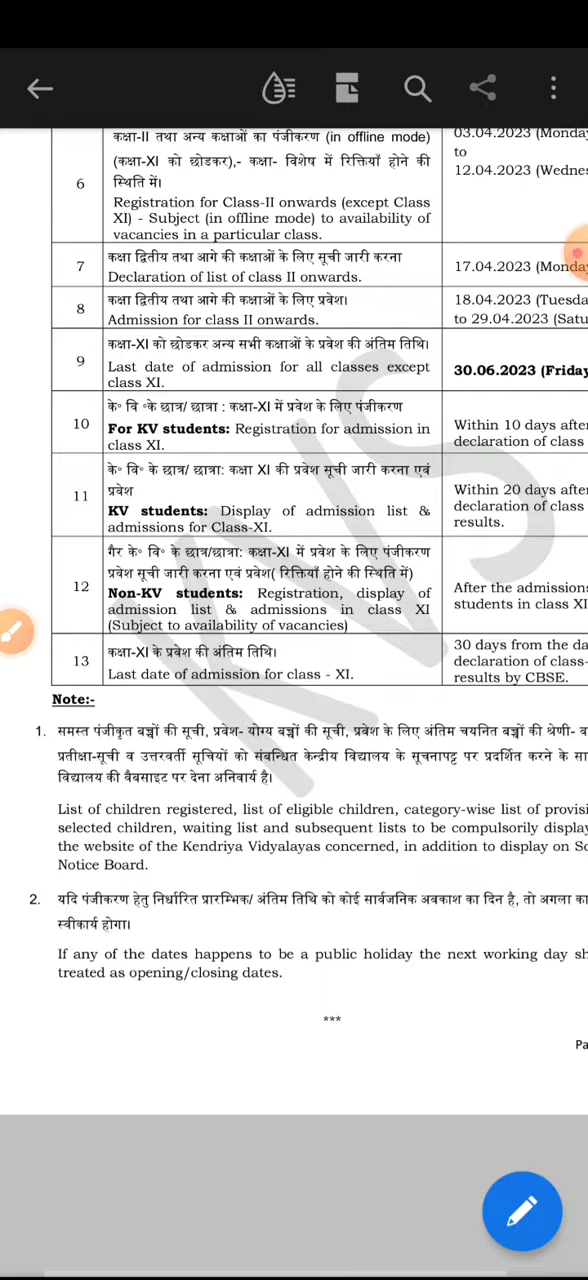 कक्षा-II तथा अन्य कक्षाओं का पंजीकरण (in offline mode)
(कक्षा-XI को छोडकर),- कक्षा- विशेष में रिक्तियाँ होने की
स्थिति में।
6
Registration for Class-II onwards (except Class
XI) - Subject (in offline mode) to availability of
vacancies in a particular class.
03.04.2023 (Monday
to
12.04.2023 (Wednes
7
कक्षा द्वितीय तथा आगे की कक्षाओं के लिए सूची जारी करना
Declaration of list of class II onwards.
17.04.2023 (Monda
8
कक्षा द्वितीय तथा आगे की कक्षाओं के लिए प्रवेश।
Admission for class II onwards.
18.04.2023 (Tuesda
to 29.04.2023 (Satu
9
कक्षा-XI को छोडकर अन्य सभी कक्षाओं के प्रवेश की अंतिम तिथि।
Last date of admission for all classes except
class XI.
30.06.2023 (Friday
10
के० वि ०के छात्र/ छात्रा : कक्षा-XI में प्रवेश के लिए पंजीकरण
For KV students: Registration for admission in
class XI.
Within 10 days after
declaration of class
11
के० वि० के छात्र/ छात्रा: कक्षा XI की प्रवेश सूची जारी करना एवं
प्रवेश
KV students: Display of admission list &
admissions for Class-XI.
Within 20 days after
declaration of class
results.
12
गैर के० वि० के छात्र/छात्रा: कक्षा-XI में प्रवेश के लिए पंजीकरण
प्रवेश सूची जारी करना एवं प्रवेश( रिक्तियाँ होने की स्थिति में)
Non-KV students: Registration, display of
admission list & admissions in class XI
(Subject to availability of vacancies)
After the admissions
students in class XI
13
कक्षा-XI के प्रवेश की अंतिम तिथि।
Last date of admission for class - XI.
30 days from the da
declaration of class-
results by CBSE.
KVS
Note:-
1. समस्त पंजीकृत बच्चों की सूची, प्रवेश- योग्य बच्चों की सूची, प्रवेश के लिए अंतिम चयनित बच्चों की श्रेणी- व
प्रतीक्षा-सूची व उत्तरवर्ती सूचियों को संबन्धित केन्द्रीय विद्यालय के सूचनापट्ट पर प्रदर्शित करने के सा
विद्यालय की वैबसाइट पर देना अनिवार्य है।
List of children registered, list of eligible children, category-wise list of provisi
selected children, waiting list and subsequent lists to be compulsorily display
the website of the Kendriya Vidyalayas concerned, in addition to display on Sc
Notice Board.
2. यदि पंजीकरण हेतु निर्धारित प्रारम्भिक/ अंतिम तिथि को कोई सार्वजनिक अवकाश का दिन है, तो अगला का
स्वीकार्य होगा।
If any of the dates happens to be a public holiday the next working day sh
treated as opening/closing dates.
***
Pa